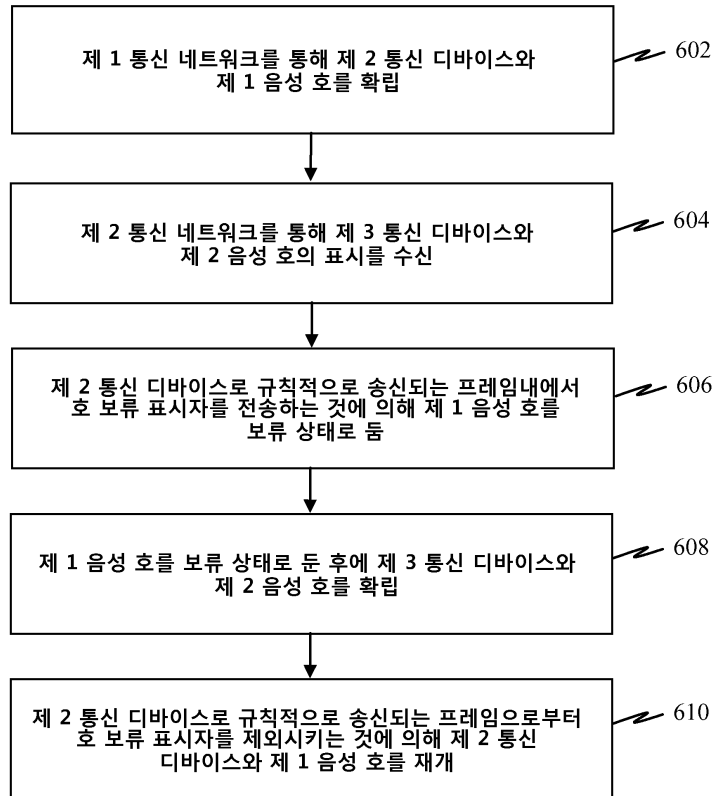 제 1 통신 네트워크를 통해 제 2 통신 디바이스와
제 1 음성 호를 확립
602
제 2 통신 네트워크를 통해 제 3 통신 디바이스와
제 2 음성 호의 표시를 수신
604
제 2 통신 디바이스로 규칙적으로 송신되는 프레임내에서
호 보류 표시자를 전송하는 것에 의해 제 1 음성 호를
보류 상태로 둠
606
제 1 음성 호를 보류 상태로 둔 후에 제 3 통신 디바이스와
제 2 음성 호를 확립
608
제 2 통신 디바이스로 규칙적으로 송신되는 프레임으로부터
호 보류 표시자를 제외시키는 것에 의해 제 2 통신
디바이스와 제 1 음성 호를 재개
610